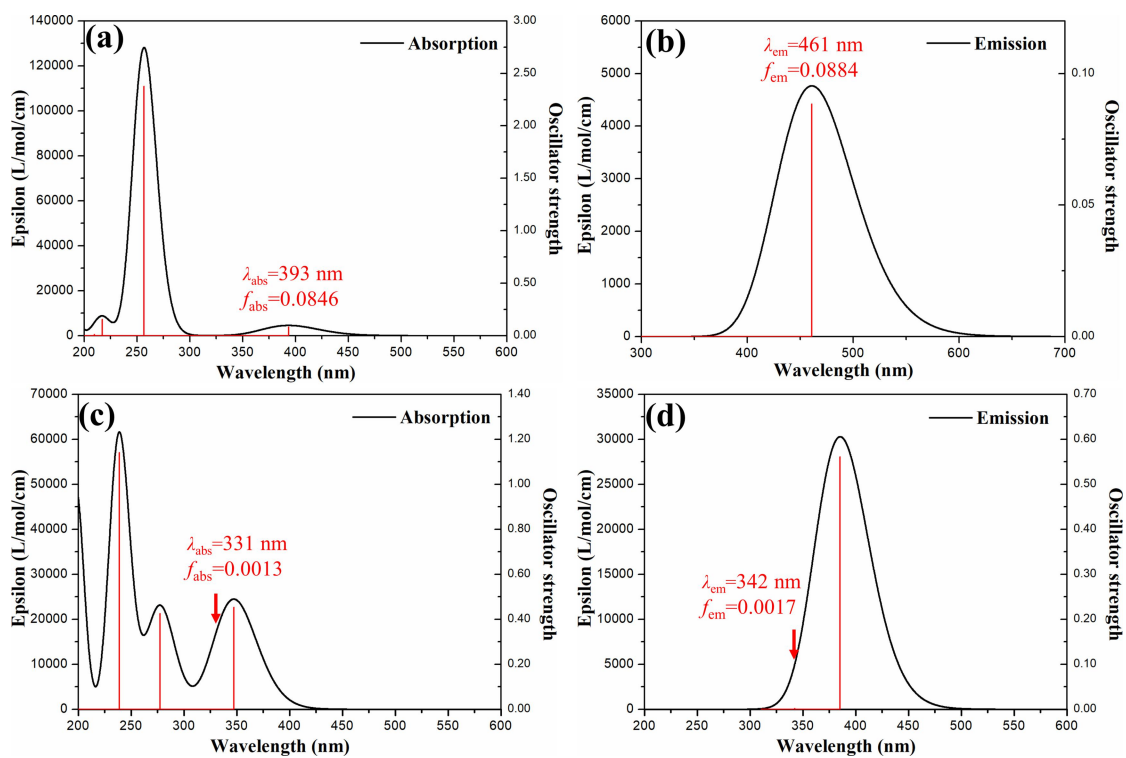 (a)
Absorption
λabs=393 nm
fabs=0.0846
Epsilon (L/mol/cm)
140000
120000
100000
80000
60000
40000
20000
0
Oscillator strength
3.00
2.50
2.00
1.50
1.00
0.50
0.00
200 250 300 350 400 450 500 550 600
Wavelength (nm)
(b)
Emission
λem=461 nm
fem=0.0884
Epsilon (L/mol/cm)
6000
5000
4000
3000
2000
1000
0
Oscillator strength
0.10
0.05
0.00
300 400 500 600 700
Wavelength (nm)
(c)
Absorption
λabs=331 nm
fabs=0.0013
Epsilon (L/mol/cm)
70000
60000
50000
40000
30000
20000
10000
0
Oscillator strength
1.40
1.20
1.00
0.80
0.60
0.40
0.20
0.00
200 250 300 350 400 450 500 550 600
Wavelength (nm)
(d)
Emission
λem=342 nm
fem=0.0017
Epsilon (L/mol/cm)
35000
30000
25000
20000
15000
10000
5000
0
Oscillator strength
0.70
0.60
0.50
0.40
0.30
0.20
0.10
0.00
200 250 300 350 400 450 500 550 600
Wavelength (nm)